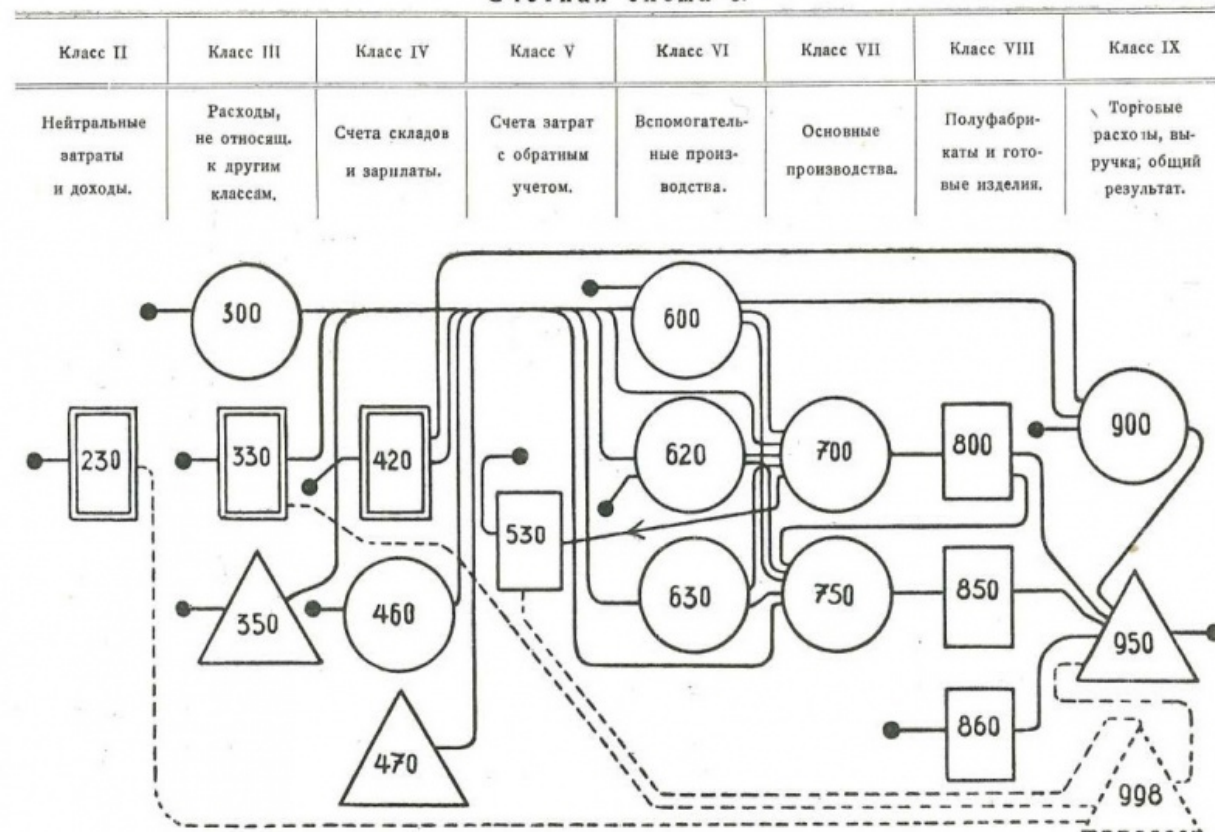 Класс II
Класс III
Класс IV
Класс V
Класс VI
Класс VII
Класс VIII
Класс IX
Нейтральные
затраты
и доходы.
Расходы,
не относящ.
к другим
классам.
Счета складов
и зарплаты.
Счета затрат
с обратным
учетом.
Вспомогатель-
ные произ-
водства.
Основные
производства.
Полуфабри-
каты и гото-
вые изделия.
Торговые
расходы, вы-
ручка, общий
результат.
300
600
900
230
330
420
620
700
800
530
350
460
630
750
850
950
470
860
998